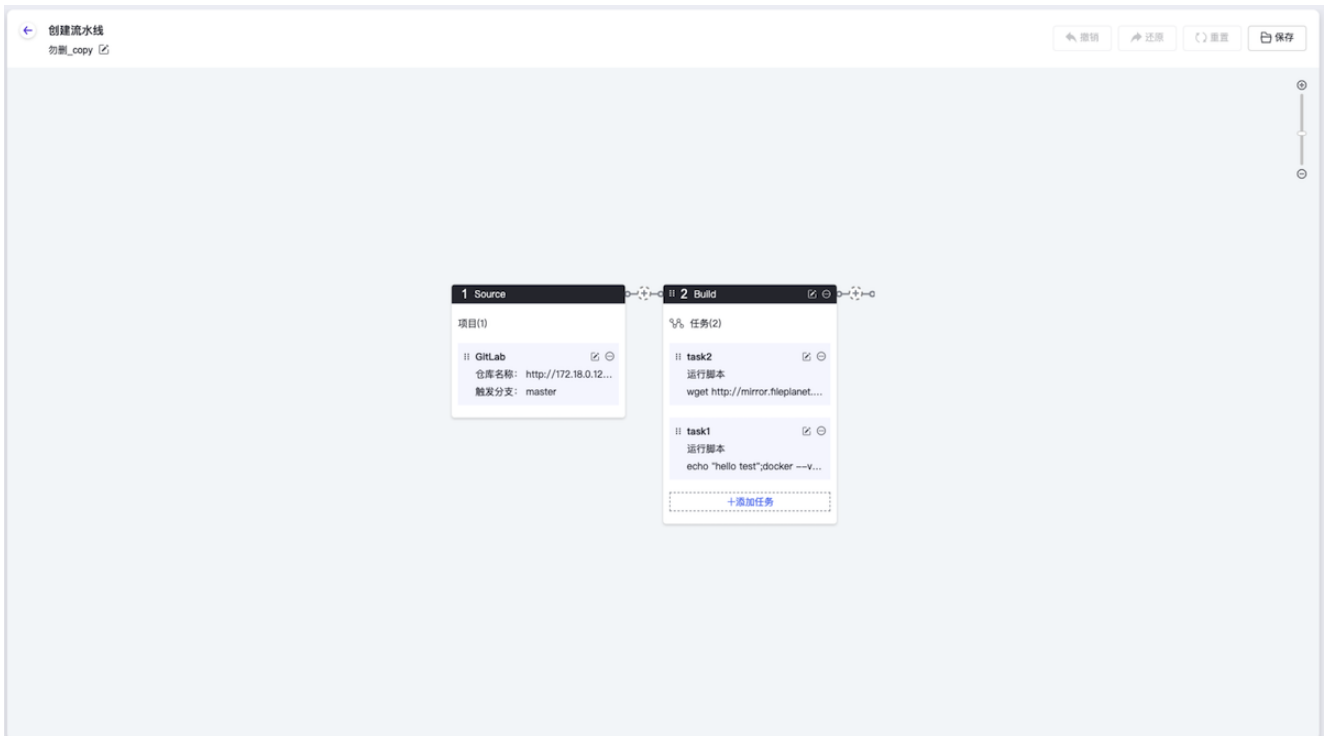 创建流水线
勿删_copy
撤销
还原
重置
保存
1 Source
项目(1)
GitLab
仓库名称： http://172.18.0.12...
触发分支： master
2 Build
任务(2)
task2
运行脚本
wget http://mirror.fileplanet....
task1
运行脚本
echo "hello test";docker --v...
+添加任务